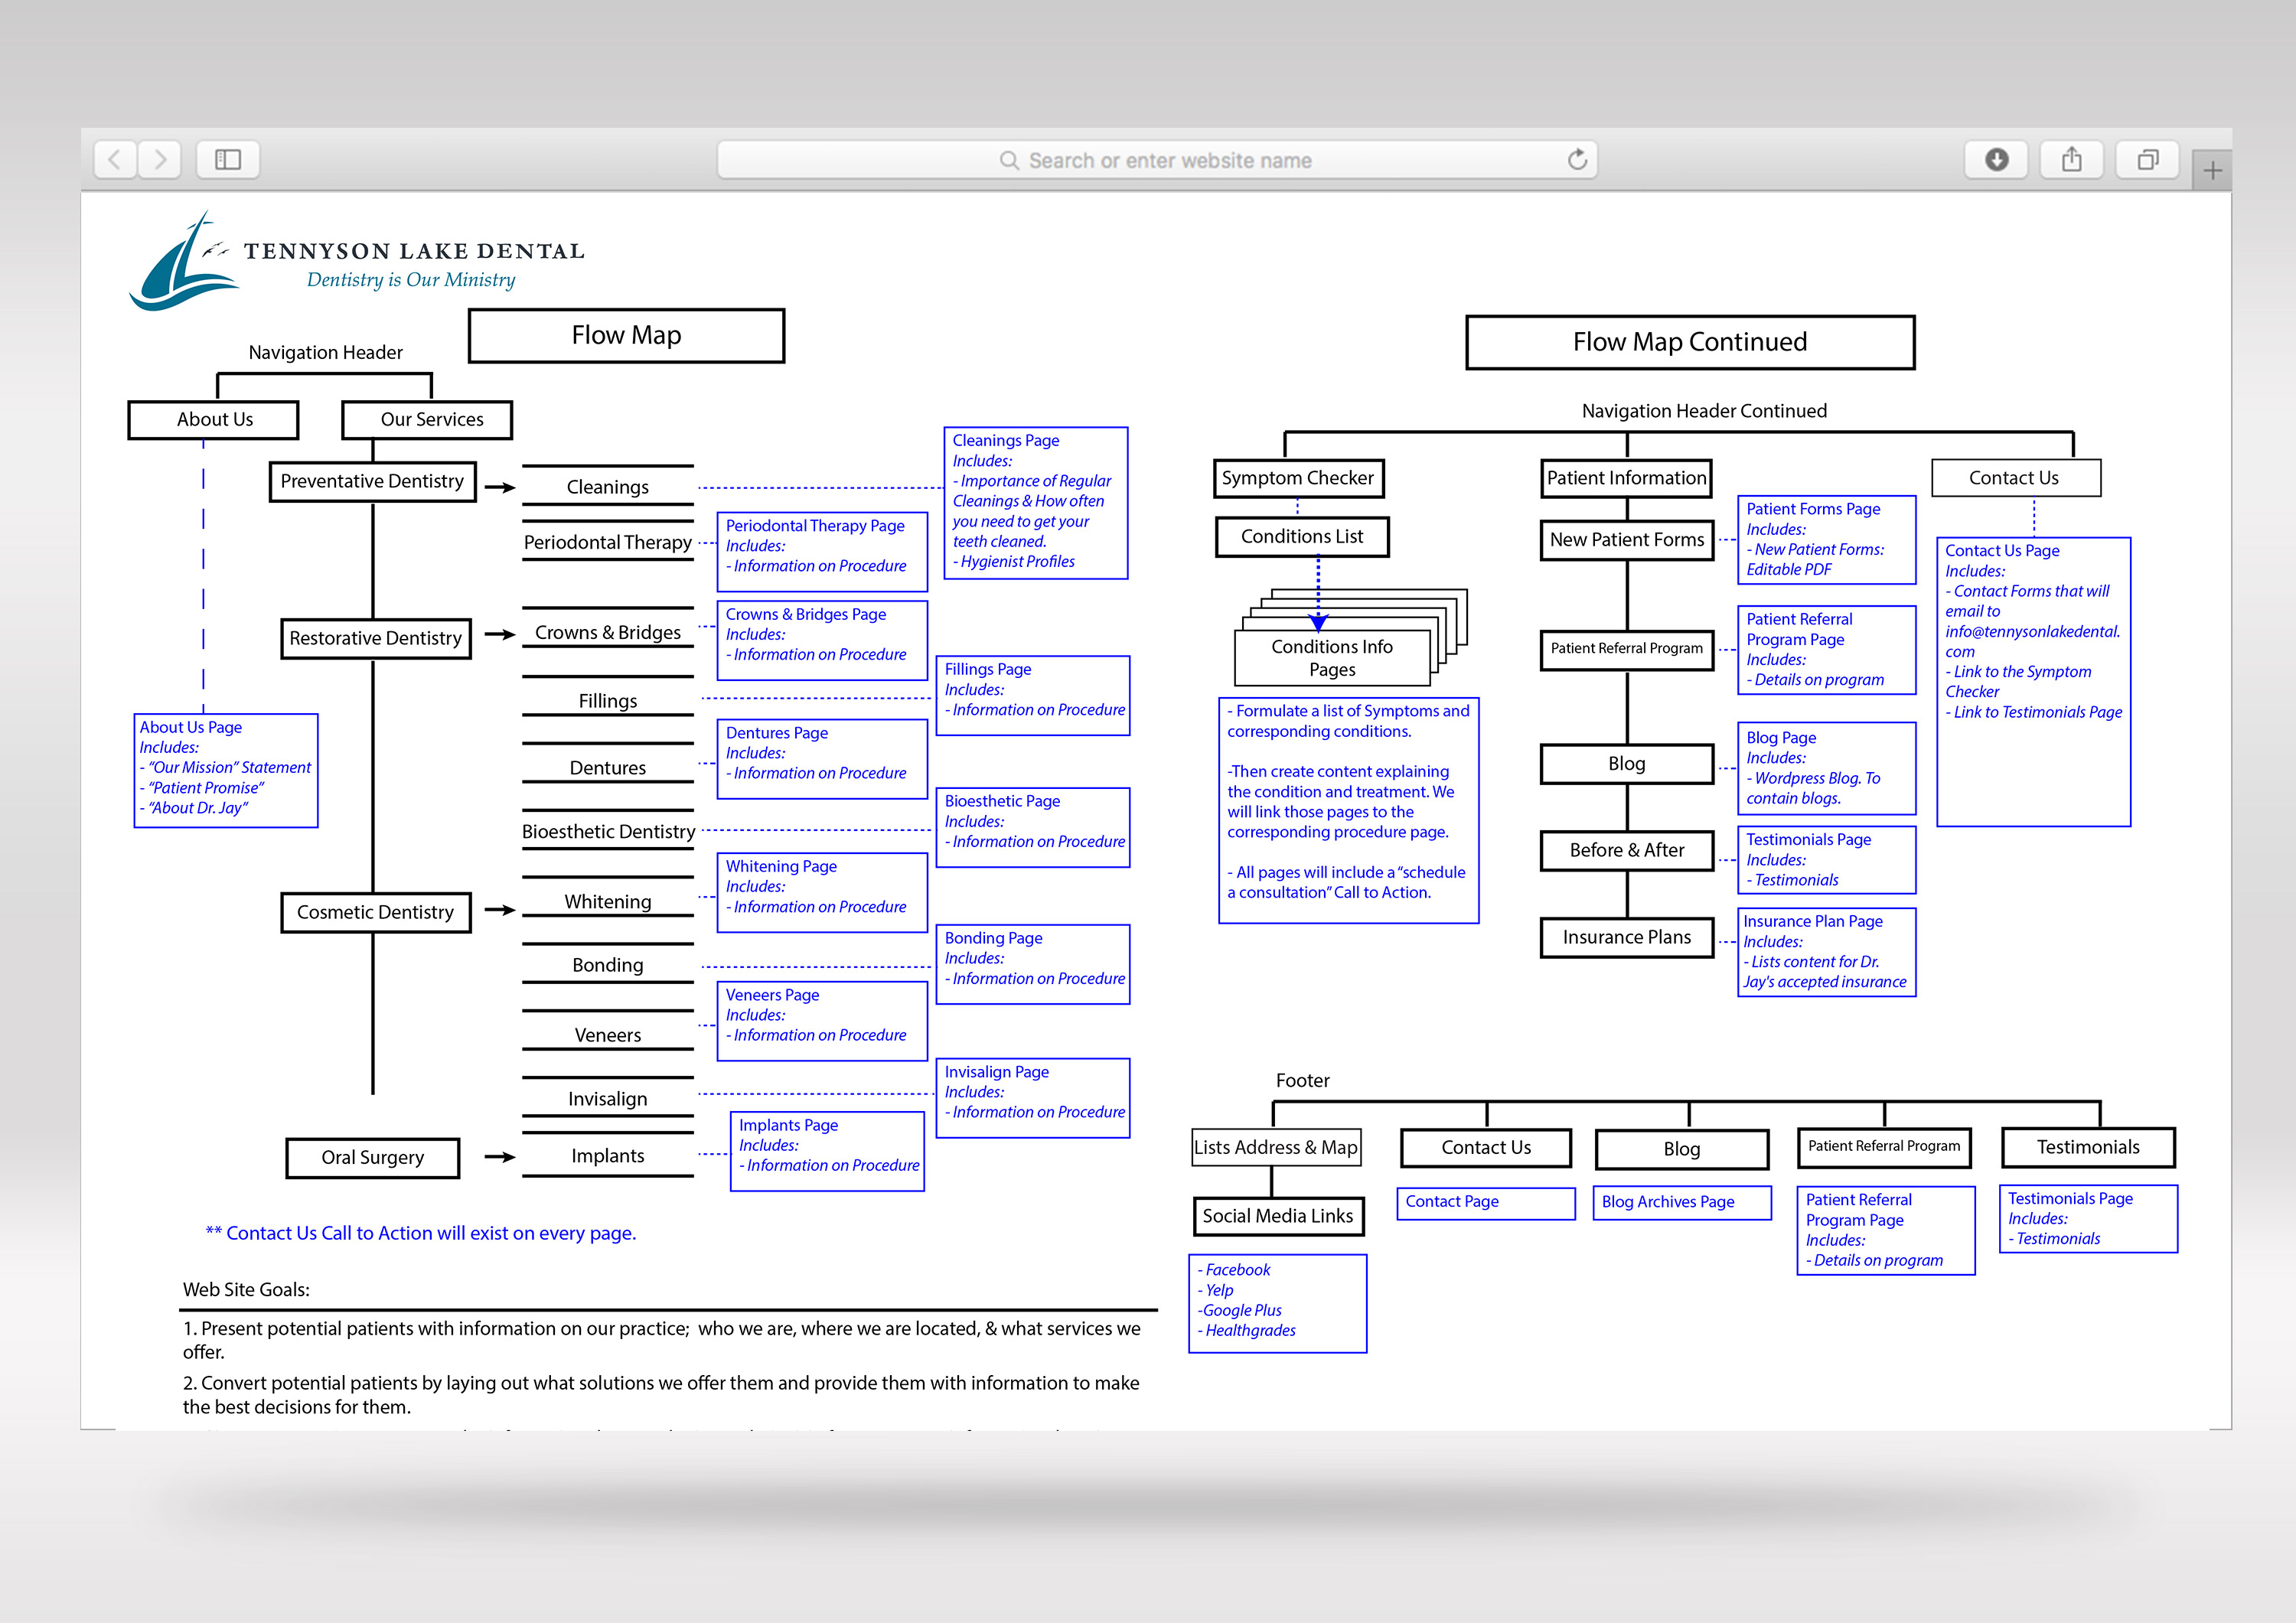 Search or enter website name
TENNYSON LAKE DENTAL
Dentistry is Our Ministry
Flow Map
Navigation Header
About Us
Our Services
Preventative Dentistry
Cleanings
Periodontal Therapy
Restorative Dentistry
Crowns & Bridges
Fillings
Dentures
Bioesthetic Dentistry
Cosmetic Dentistry
Whitening
Bonding
Veneers
Invisalign
Oral Surgery
Implants
About Us Page
Includes:
- "Our Mission" Statement
- "Patient Promise"
- "About Dr. Jay"
Cleanings Page
Includes:
- Importance of Regular
Cleanings & How often
you need to get your
teeth cleaned.
- Hygienist Profiles
Periodontal Therapy Page
Includes:
- Information on Procedure
Crowns & Bridges Page
Includes:
- Information on Procedure
Fillings Page
Includes:
- Information on Procedure
Dentures Page
Includes:
- Information on Procedure
Bioesthetic Page
Includes:
- Information on Procedure
Whitening Page
Includes:
- Information on Procedure
Bonding Page
Includes:
- Information on Procedure
Veneers Page
Includes:
- Information on Procedure
Invisalign Page
Includes:
- Information on Procedure
Implants Page
Includes:
- Information on Procedure
** Contact Us Call to Action will exist on every page.
Web Site Goals:
1. Present potential patients with information on our practice;  who we are, where we are located, & what services we
offer.
2. Convert potential patients by laying out what solutions we offer them and provide them with information to make
the best decisions for them.
Flow Map Continued
Navigation Header Continued
Symptom Checker
Conditions List
Conditions Info
Pages
- Formulate a list of Symptoms and
corresponding conditions.
-Then create content explaining
the condition and treatment. We
will link those pages to the
corresponding procedure page.
- All pages will include a "schedule
a consultation" Call to Action.
Patient Information
New Patient Forms
Patient Forms Page
Includes:
- New Patient Forms:
Editable PDF
Patient Referral Program
Patient Referral
Program Page
Includes:
- Details on program
Blog
Blog Page
Includes:
- Wordpress Blog. To
contain blogs.
Before & After
Testimonials Page
Includes:
- Testimonials
Insurance Plans
Insurance Plan Page
Includes:
- Lists content for Dr.
Jay's accepted insurance
Contact Us
Contact Us Page
Includes:
- Contact Forms that will
email to
info@tennysonlakedental.
com
- Link to the Symptom
Checker
- Link to Testimonials Page
Footer
Lists Address & Map
Social Media Links
- Facebook
- Yelp
-Google Plus
- Healthgrades
Contact Us
Contact Page
Blog
Blog Archives Page
Patient Referral Program
Patient Referral
Program Page
Includes:
- Details on program
Testimonials
Testimonials Page
Includes:
- Testimonials